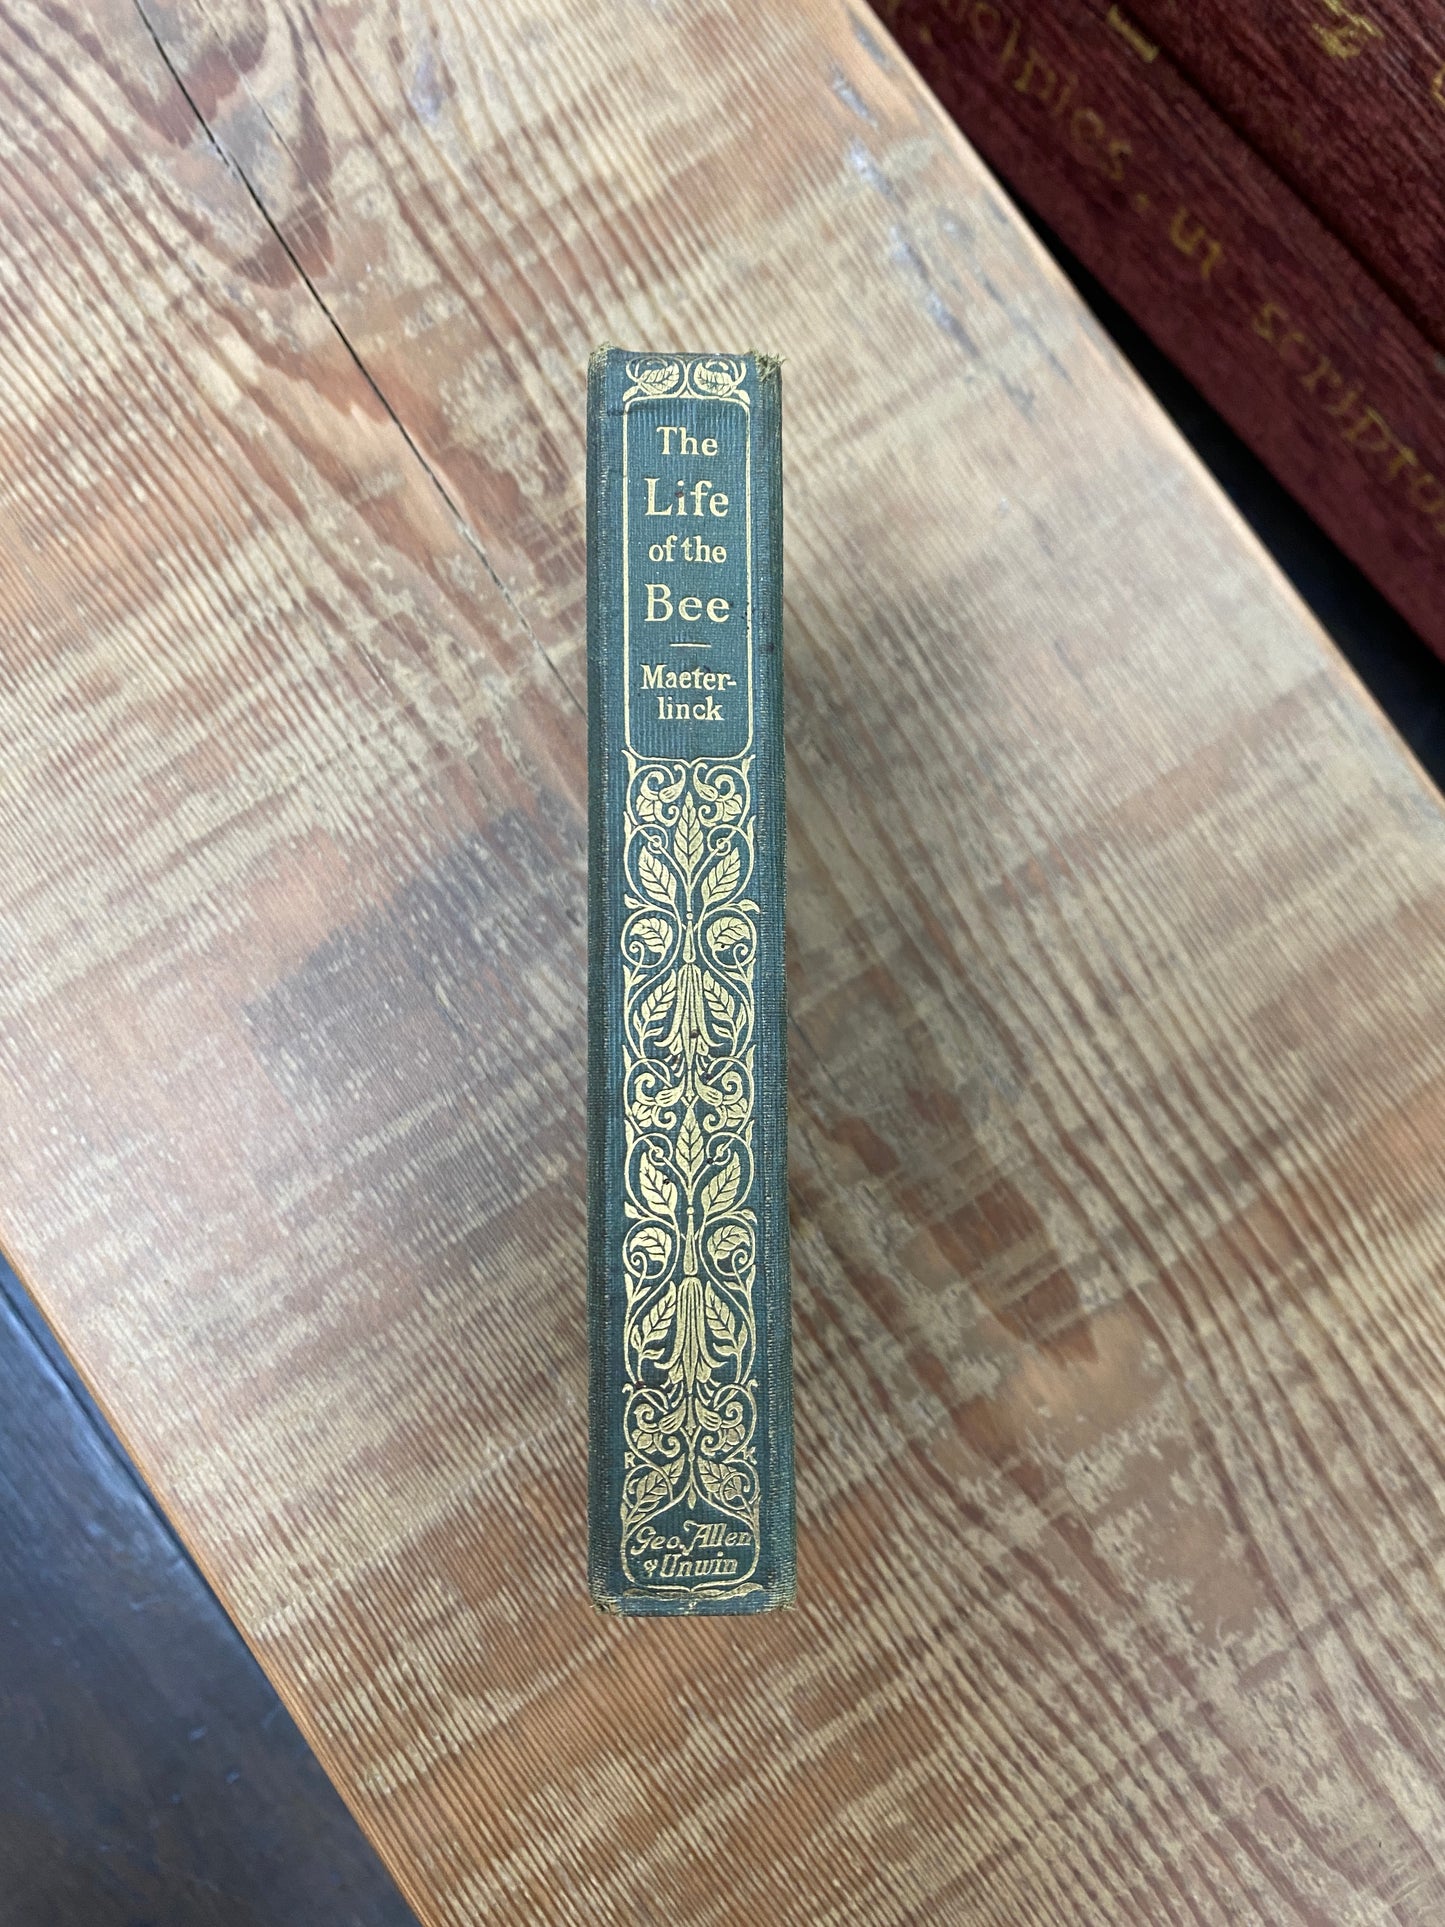 The
Life
of the
Bee
Maeter-
linck
R K
Geo. Allen
& Unwin